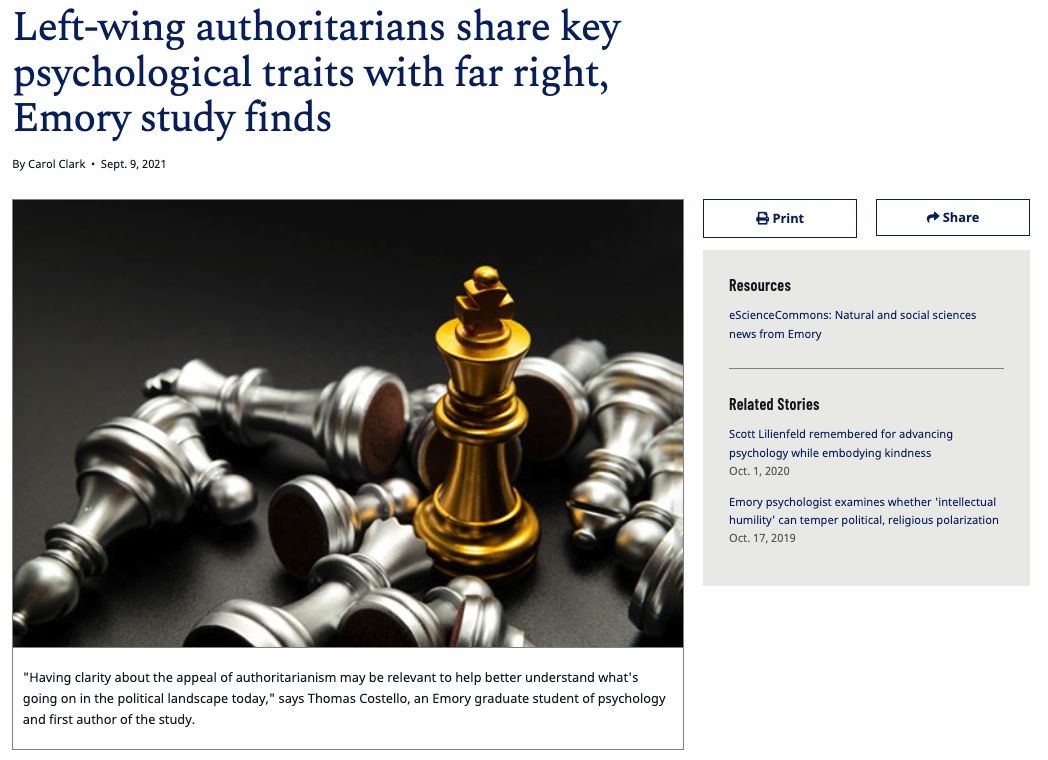 Left-wing authoritarians share key
psychological traits with far right,
Emory study finds
By Carol Clark • Sept. 9, 2021
Print
Share
Resources
eScienceCommons: Natural and social sciences
news from Emory
Related Stories
Scott Lilienfeld remembered for advancing
psychology while embodying kindness
Oct. 1, 2020
Emory psychologist examines whether 'intellectual
humility' can temper political, religious polarization
Oct. 17, 2019
"Having clarity about the appeal of authoritarianism may be relevant to help better understand what's
going on in the political landscape today," says Thomas Costello, an Emory graduate student of psychology
and first author of the study.